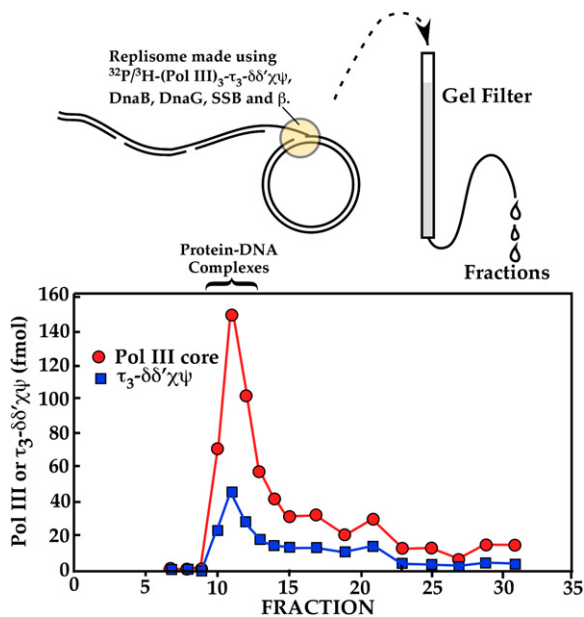 Replisome made using
³²P/³H-(Pol III)₃-τ₃-δδ'χψ,
DnaB, DnaG, SSB and β.
Gel Filter
Fractions
Protein-DNA
Complexes
Pol III or τ₃-δδ'χψ (fmol)
160
140
120
100
80
60
40
20
0
Pol III core
τ₃-δδ'χψ
0 5 10 15 20 25 30 35
FRACTION